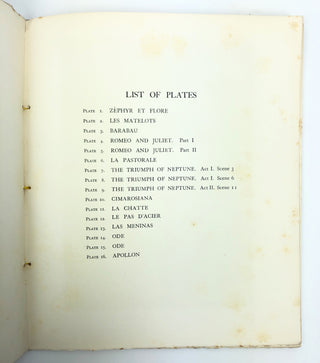 LIST OF PLATES
PLATE 1. ZÉPHYR ET FLORE
PLATE 2. LES MATELOTS
PLATE 3. BARABAU
PLATE 4. ROMEO AND JULIET. Part I
PLATE 5. ROMEO AND JULIET. Part II
PLATE 6. LA PASTORALE
PLATE 7. THE TRIUMPH OF NEPTUNE. Act I. Scene 3
PLATE 8. THE TRIUMPH OF NEPTUNE. Act I. Scene 6
PLATE 9. THE TRIUMPH OF NEPTUNE. Act II. Scene 11
PLATE 10. CIMAROSIANA
PLATE 11. LA CHATTE
PLATE 12. LE PAS D'ACIER
PLATE 13. LAS MENINAS
PLATE 14. ODE
PLATE 15. ODE
PLATE 16. APOLLON